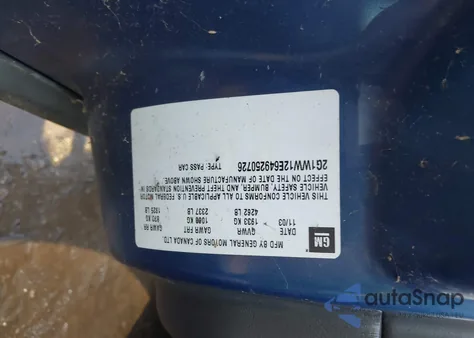 MFD BY GENERAL MOTORS OF CANADA LTD.
GM
DATE GVWR GAWR FRT GAWR RR
11/03 1933 KG 1060 KG 873 KG
4262 LB 2337 LB 1925 LB
THIS VEHICLE CONFORMS TO ALL APPLICABLE U.S. FEDERAL MOTOR
VEHICLE SAFETY, BUMPER, AND THEFT PREVENTION STANDARDS IN
EFFECT ON THE DATE OF MANUFACTURE SHOWN ABOVE.
2G1WW12E649250726 TYPE: PASS CAR
autoSnap